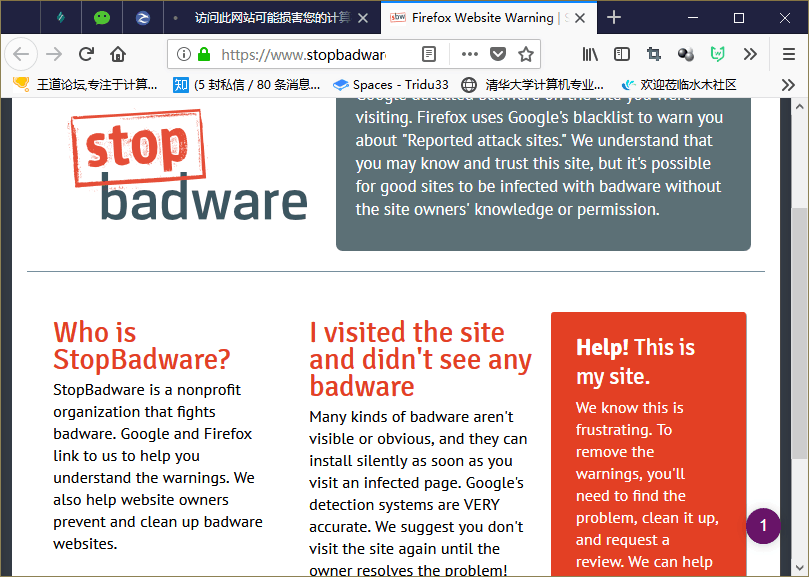 访问此网站可能损害您的计算
Firefox Website Warning | S
https://www.stopbadwar
王道论坛,专注于计算...
知 (5 封私信 / 80 条消息...
Spaces - Tridu33
清华大学计算机专业...
欢迎莅临水木社区
stop
badware
Google detected badware on the site you were
visiting. Firefox uses Google's blacklist to warn you
about "Reported attack sites." We understand that
you may know and trust this site, but it's possible
for good sites to be infected with badware without
the site owners' knowledge or permission.
Who is
StopBadware?
StopBadware is a nonprofit
organization that fights
badware. Google and Firefox
link to us to help you
understand the warnings. We
also help website owners
prevent and clean up badware
websites.
I visited the site
and didn't see any
badware
Many kinds of badware aren't
visible or obvious, and they can
install silently as soon as you
visit an infected page. Google's
detection systems are VERY
accurate. We suggest you don't
visit the site again until the
owner resolves the problem!
Help! This is
my site.
We know this is
frustrating. To
remove the
warnings, you'll
need to find the
problem, clean it up,
and request a
review. We can help
1